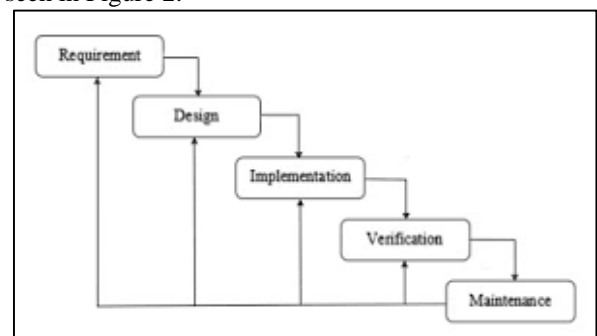 seen in Figure 2.
Requirement
Design
Implementation
Verification
Maintenance